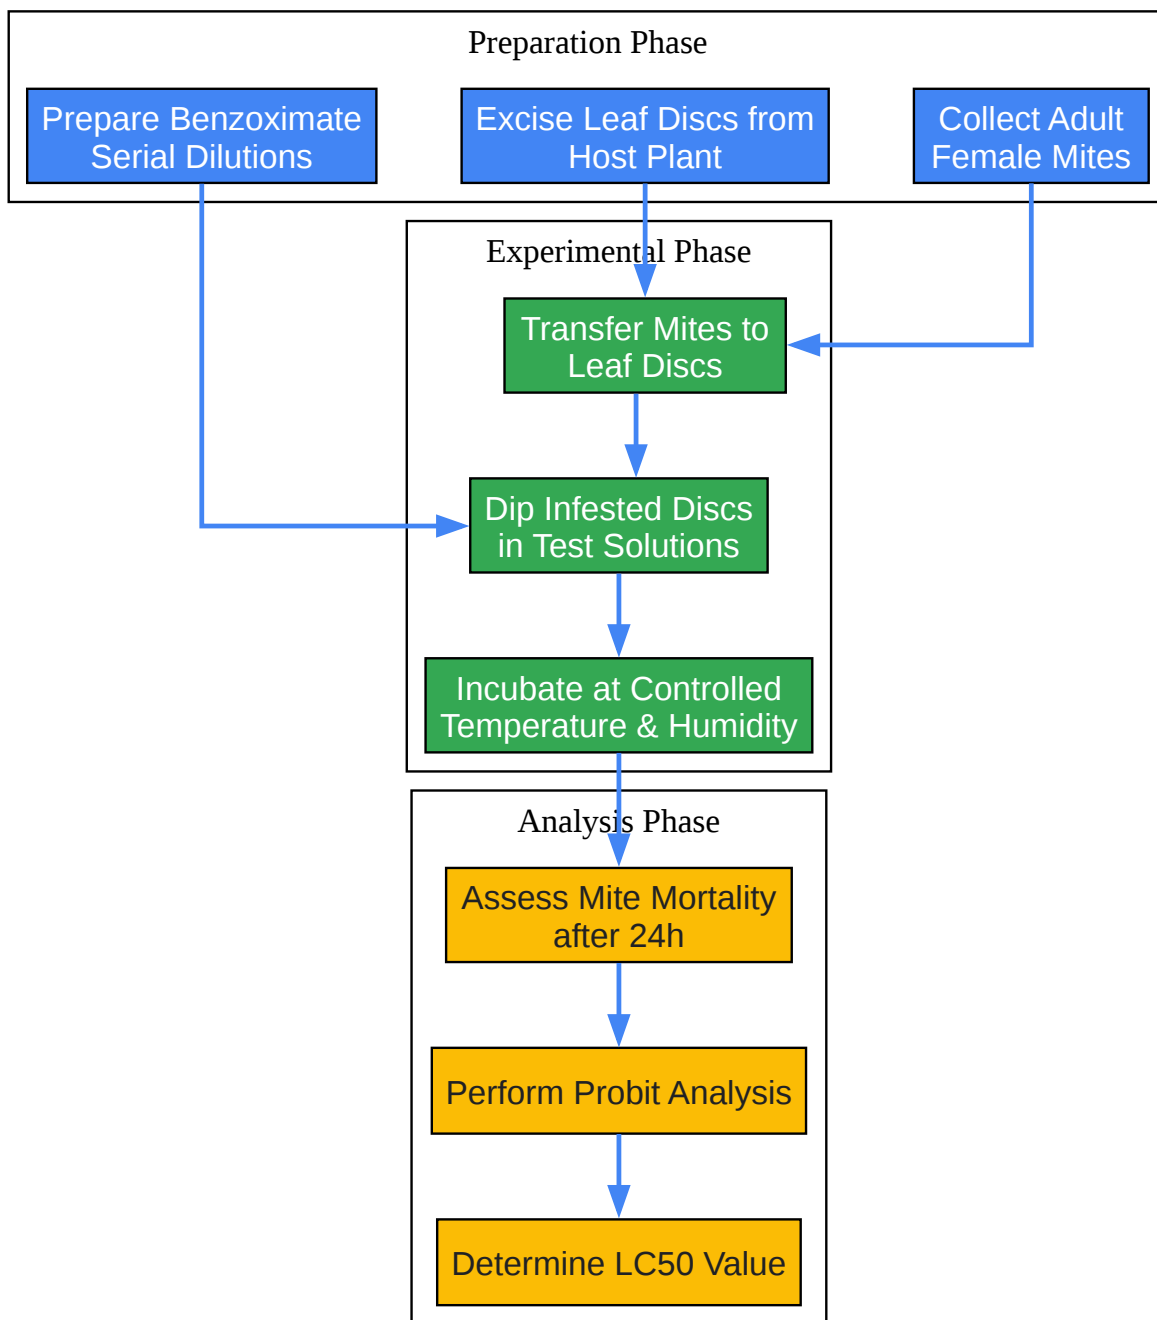 Preparation Phase
Prepare Benzoximate
Serial Dilutions
Excise Leaf Discs from
Host Plant
Collect Adult
Female Mites
Experimental Phase
Transfer Mites to
Leaf Discs
Dip Infested Discs
in Test Solutions
Incubate at Controlled
Temperature & Humidity
Analysis Phase
Assess Mite Mortality
after 24h
Perform Probit Analysis
Determine LC50 Value